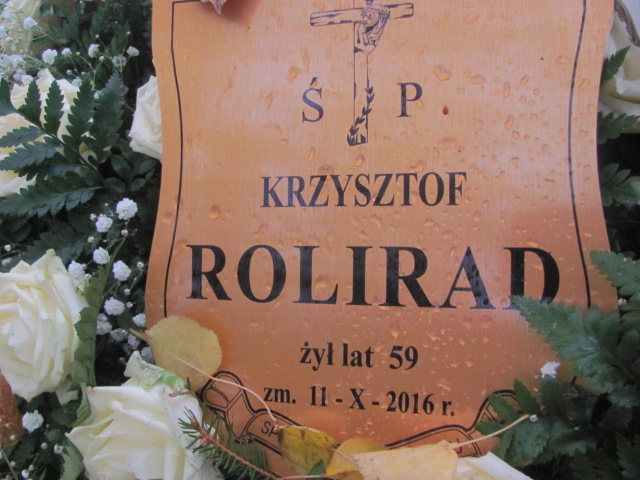 Ś P
KRZYSZTOF
ROLIRAD
żył lat 59
zm. 11-X-2016 r.